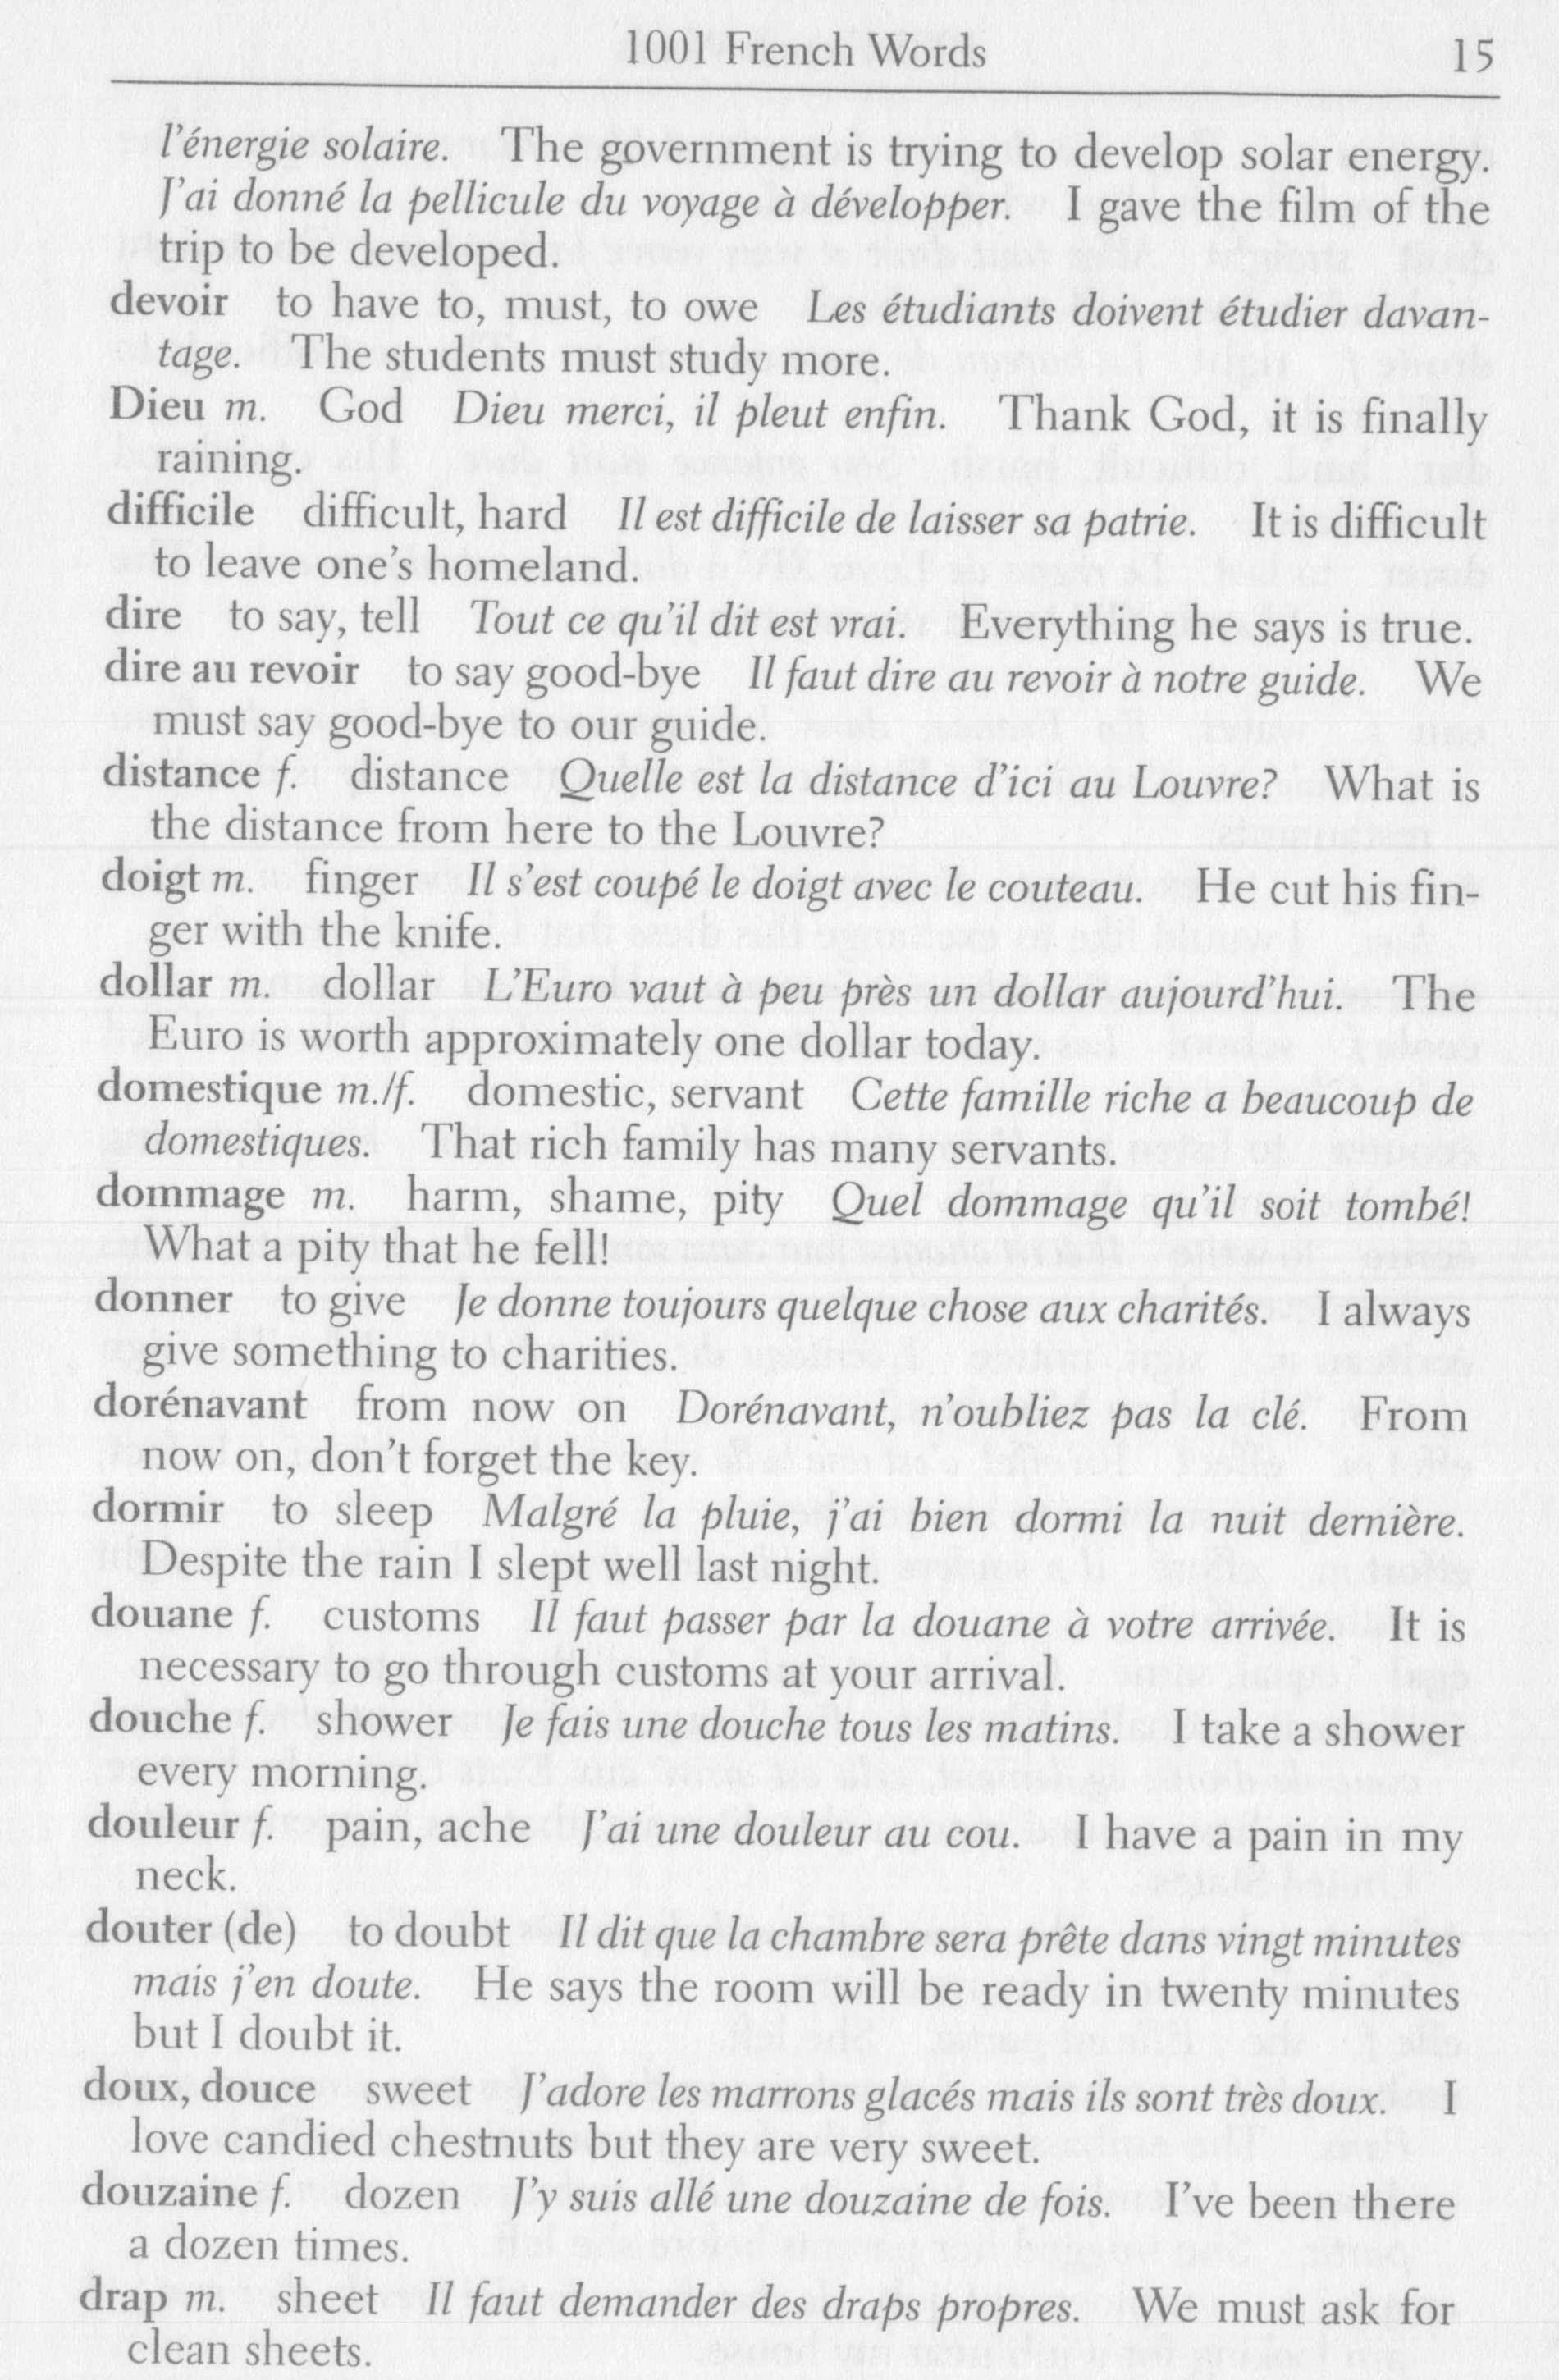 1001 French Words 15
l'énergie solaire. The government is trying to develop solar energy.
J'ai donné la pellicule du voyage à développer. I gave the film of the
trip to be developed.
devoir to have to, must, to owe Les étudiants doivent étudier davan-
tage. The students must study more.
Dieu m. God Dieu merci, il pleut enfin. Thank God, it is finally
raining.
difficile difficult, hard Il est difficile de laisser sa patrie. It is difficult
to leave one's homeland.
dire to say, tell Tout ce qu'il dit est vrai. Everything he says is true.
dire au revoir to say good-bye Il faut dire au revoir à notre guide. We
must say good-bye to our guide.
distance f. distance Quelle est la distance d'ici au Louvre? What is
the distance from here to the Louvre?
doigt m. finger Il s'est coupé le doigt avec le couteau. He cut his fin-
ger with the knife.
dollar m. dollar L'Euro vaut à peu près un dollar aujourd'hui. The
Euro is worth approximately one dollar today.
domestique m./f. domestic, servant Cette famille riche a beaucoup de
domestiques. That rich family has many servants.
dommage m. harm, shame, pity Quel dommage qu'il soit tombé!
What a pity that he fell!
donner to give Je donne toujours quelque chose aux charités. I always
give something to charities.
dorénavant from now on Dorénavant, n'oubliez pas la clé. From
now on, don't forget the key.
dormir to sleep Malgré la pluie, j'ai bien dormi la nuit dernière.
Despite the rain I slept well last night.
douane f. customs Il faut passer par la douane à votre arrivée. It is
necessary to go through customs at your arrival.
douche f. shower Je fais une douche tous les matins. I take a shower
every morning.
douleur f. pain, ache J'ai une douleur au cou. I have a pain in my
neck.
douter (de) to doubt Il dit que la chambre sera prête dans vingt minutes
mais j'en doute. He says the room will be ready in twenty minutes
but I doubt it.
doux, douce sweet J'adore les marrons glacés mais ils sont très doux. I
love candied chestnuts but they are very sweet.
douzaine f. dozen J'y suis allé une douzaine de fois. I've been there
a dozen times.
drap m. sheet Il faut demander des draps propres. We must ask for
clean sheets.